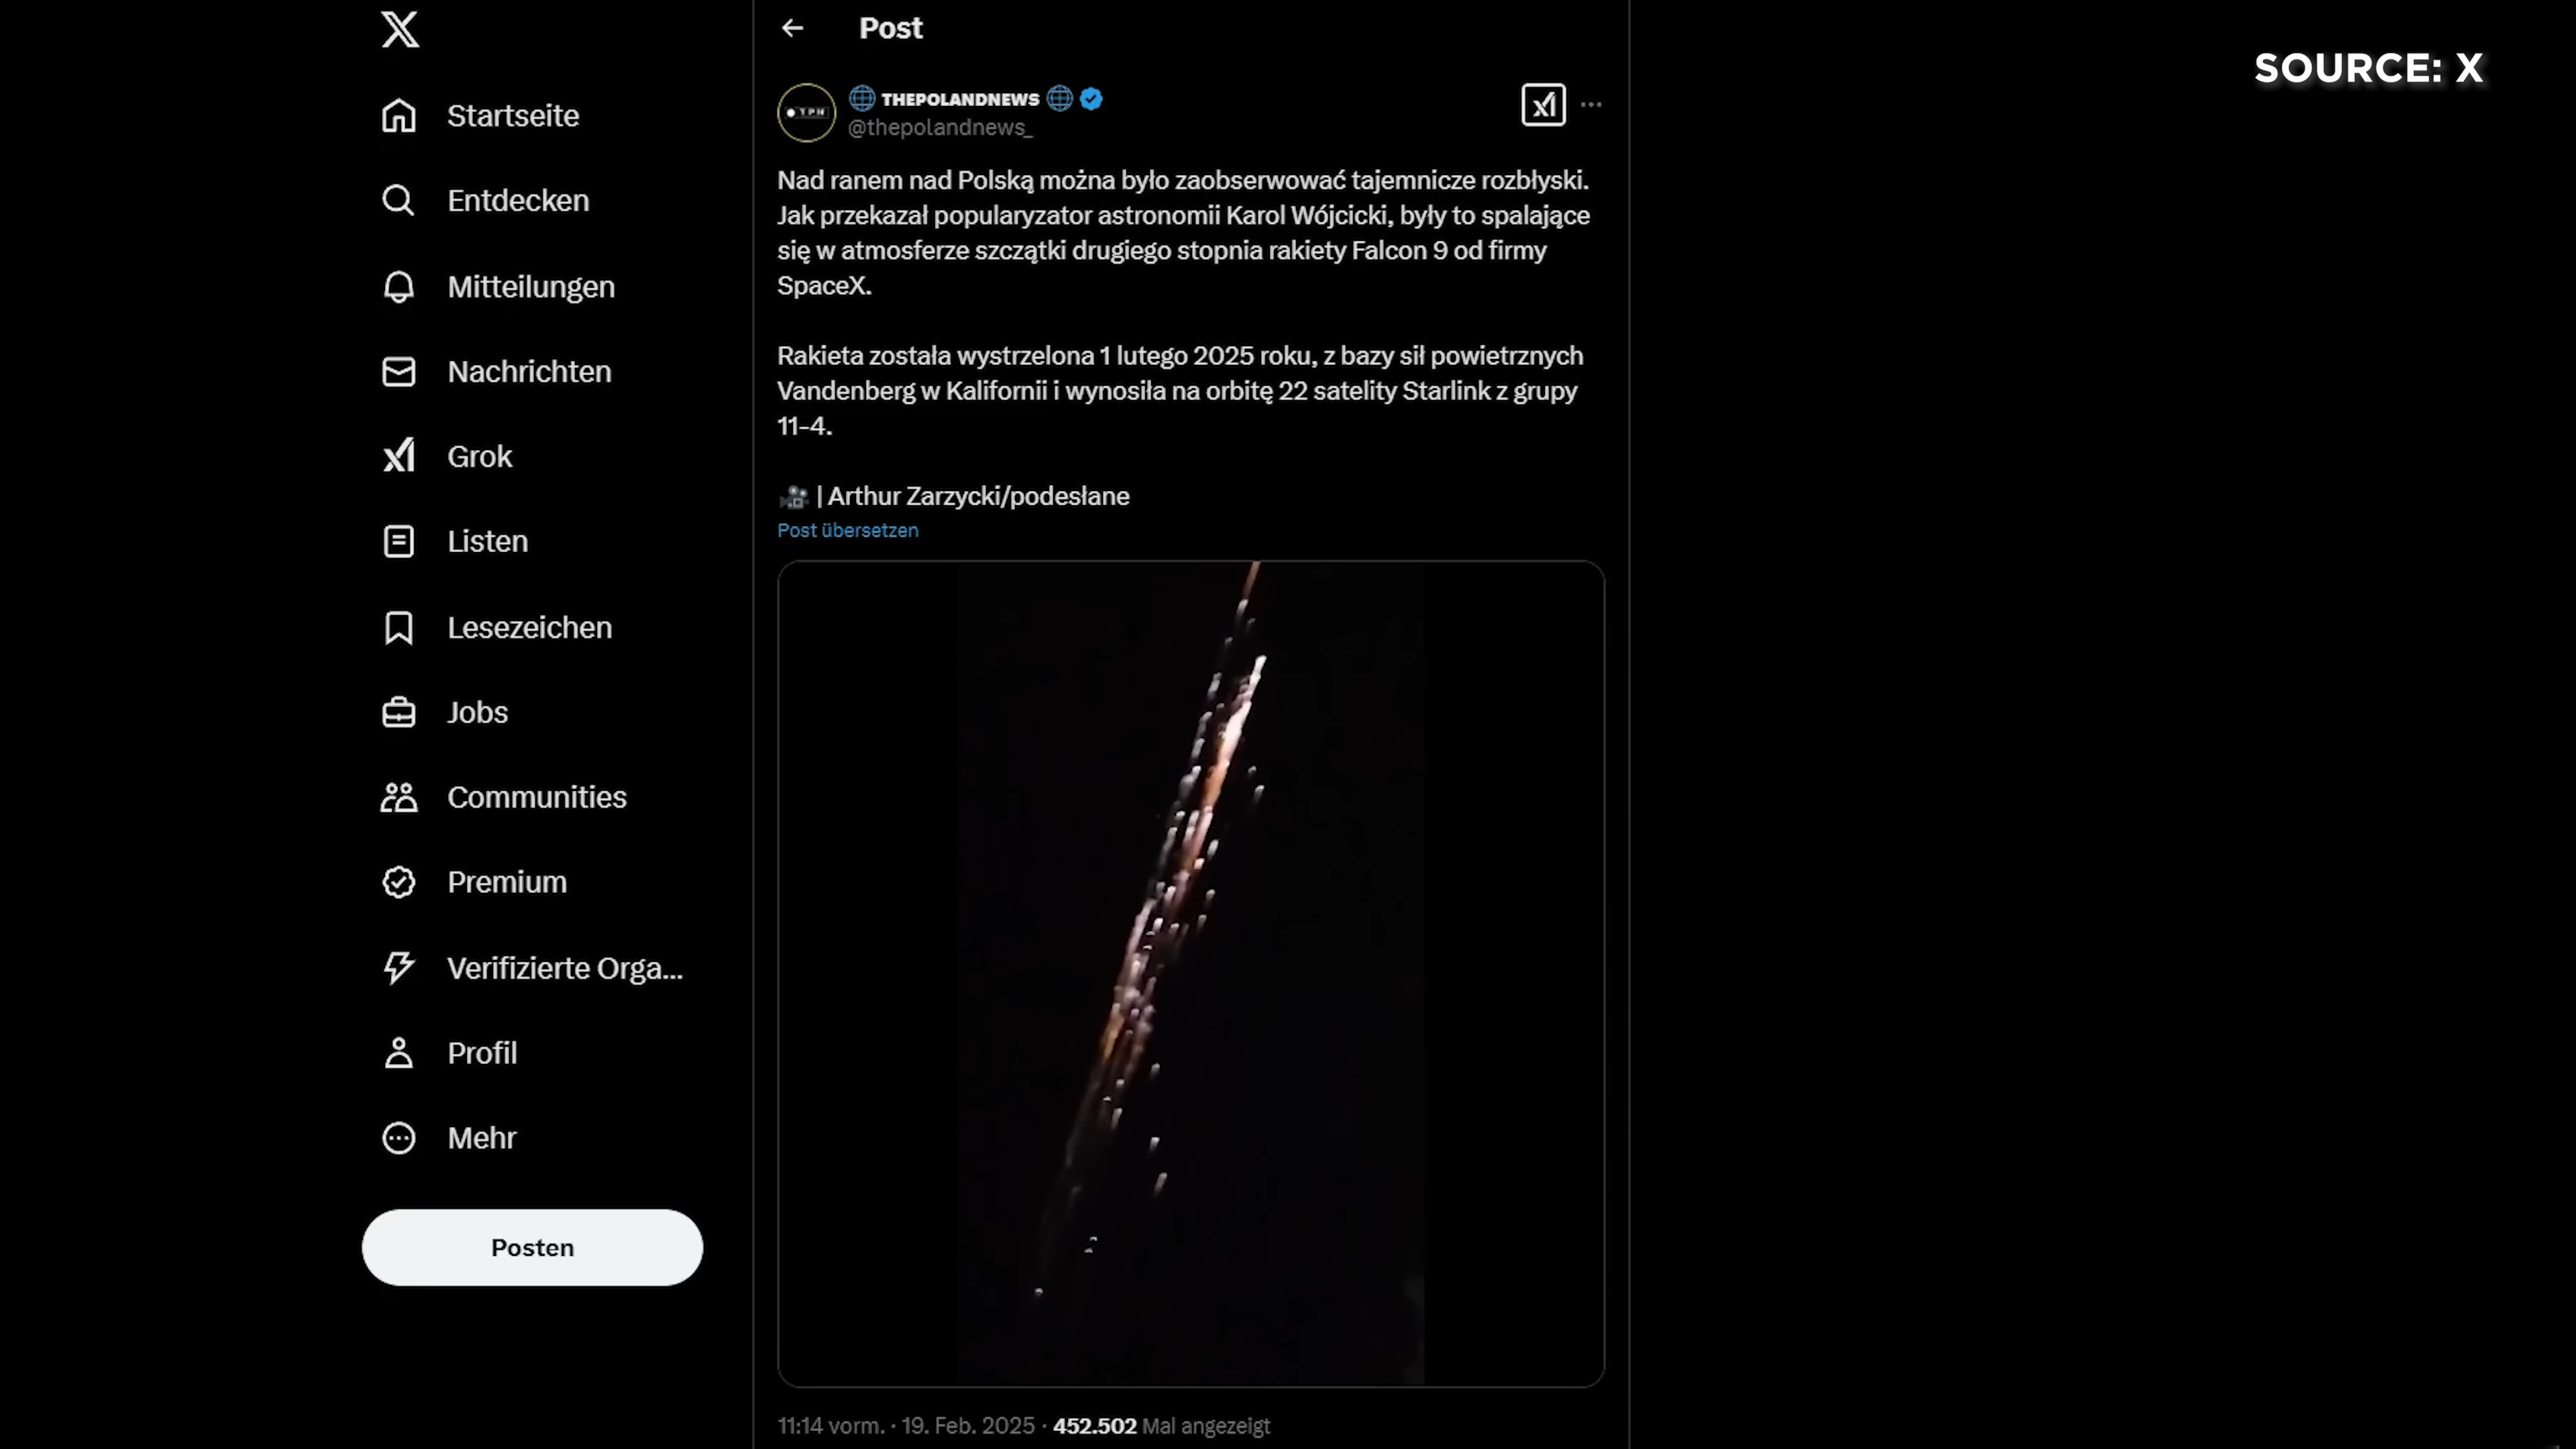 SOURCE: X
Startseite
Entdecken
Mitteilungen
Nachrichten
Grok
Listen
Lesezeichen
Jobs
Communities
Premium
Verifizierte Orga...
Profil
Mehr
Posten
Post
THEPOLANDNEWS
@thepolandnews_
Nad ranem nad Polską można było zaobserwować tajemnicze rozbłyski.
Jak przekazał popularyzator astronomii Karol Wójcicki, były to spalające
się w atmosferze szczątki drugiego stopnia rakiety Falcon 9 od firmy
SpaceX.
Rakieta została wystrzelona 1 lutego 2025 roku, z bazy sił powietrznych
Vandenberg w Kalifornii i wynosiła na orbitę 22 satelity Starlink z grupy
11-4.
| Arthur Zarzycki/podesłane
Post übersetzen
11:14 vorm. · 19. Feb. 2025 · 452.502 Mal angezeigt